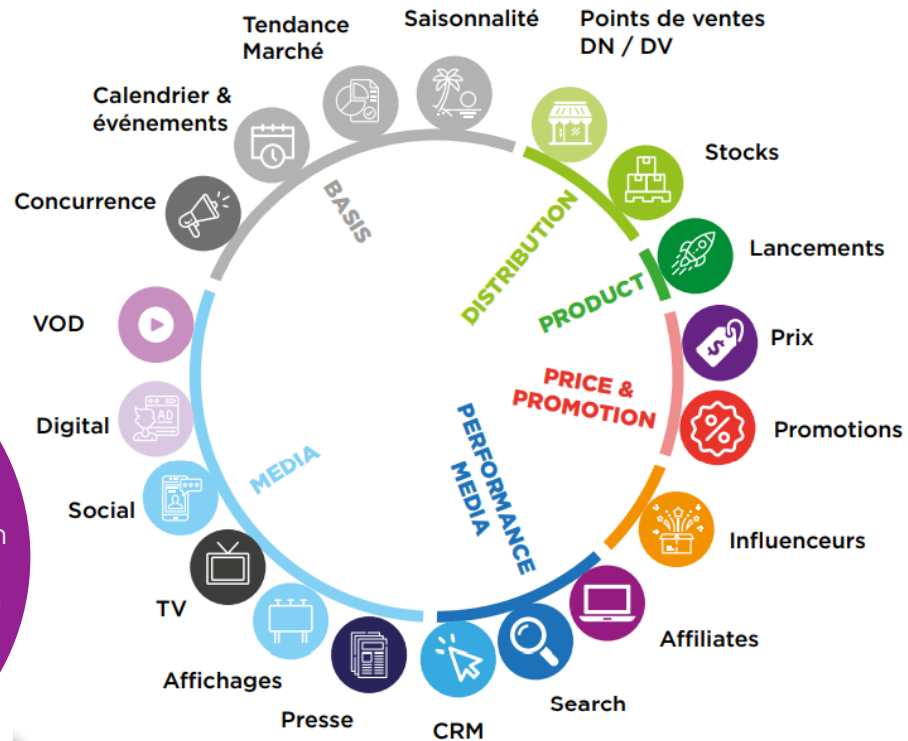 Tendance
Marché
Saisonnalité
Points de ventes
DN / DV
Calendrier &
événements
Stocks
Concurrence
BASIS
DISTRIBUTION
Lancements
PRODUCT
VOD
Prix
PRICE &
PROMOTION
Digital
AD
Promotions
MEDIA
PERFORMANCE
MEDIA
Social
Influenceurs
TV
Affiliates
Affichages
Search
Presse
CRM